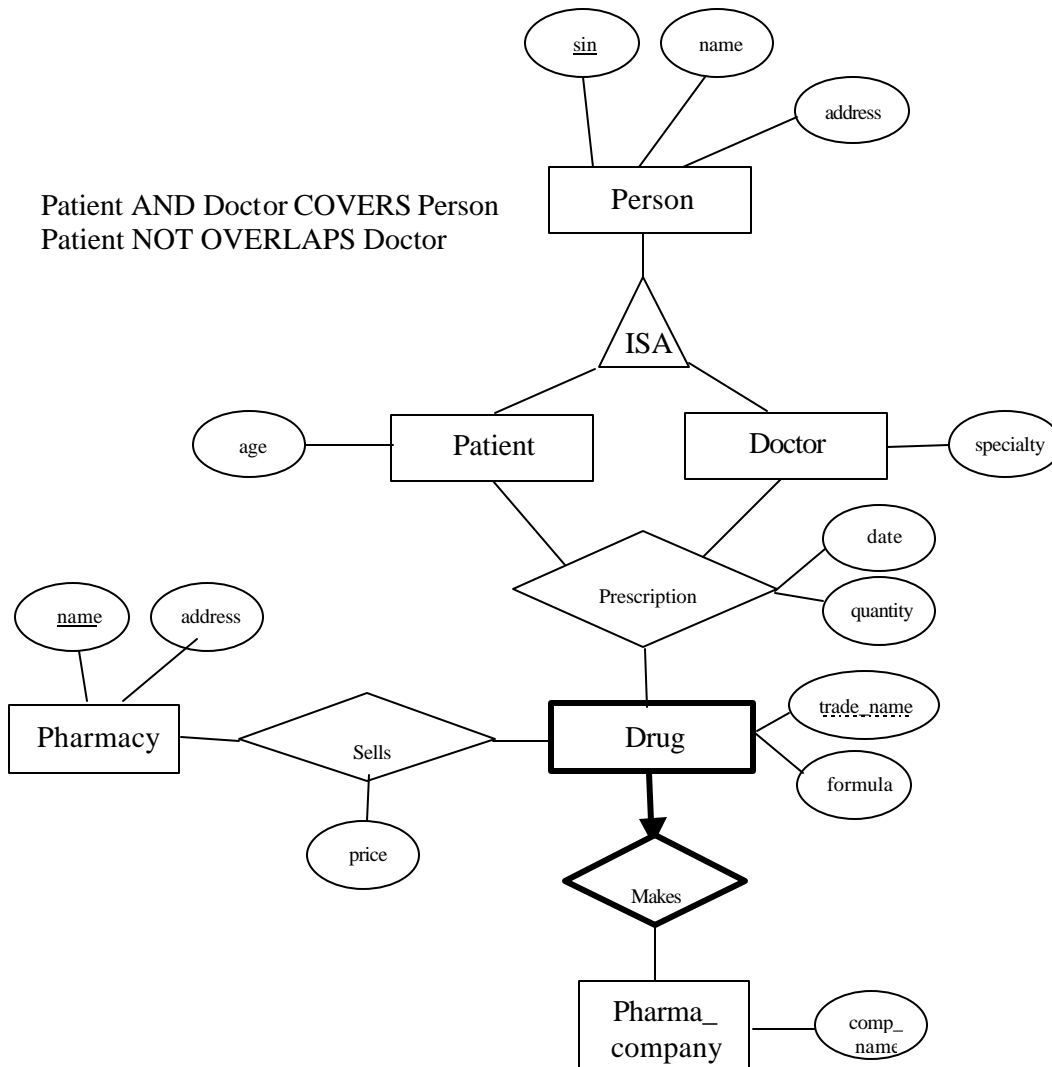 sin
name
address
Person
Patient AND Doctor COVERS Person
Patient NOT OVERLAPS Doctor
ISA
age
Patient
Doctor
specialty
date
Prescription
quantity
name
address
trade_name
Pharmacy
Sells
Drug
formula
price
Makes
Pharma_
company
comp_
name